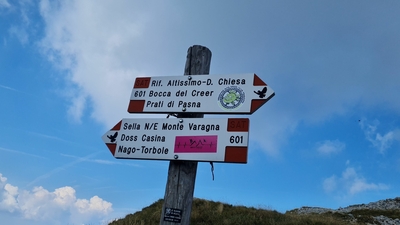 Rif. Altissimo-D. Chiesa
601 Bocca del Creer
Prati di Pasna
Sella N/E Monte Varagna
Doss Casina
601
Nago-Torbole